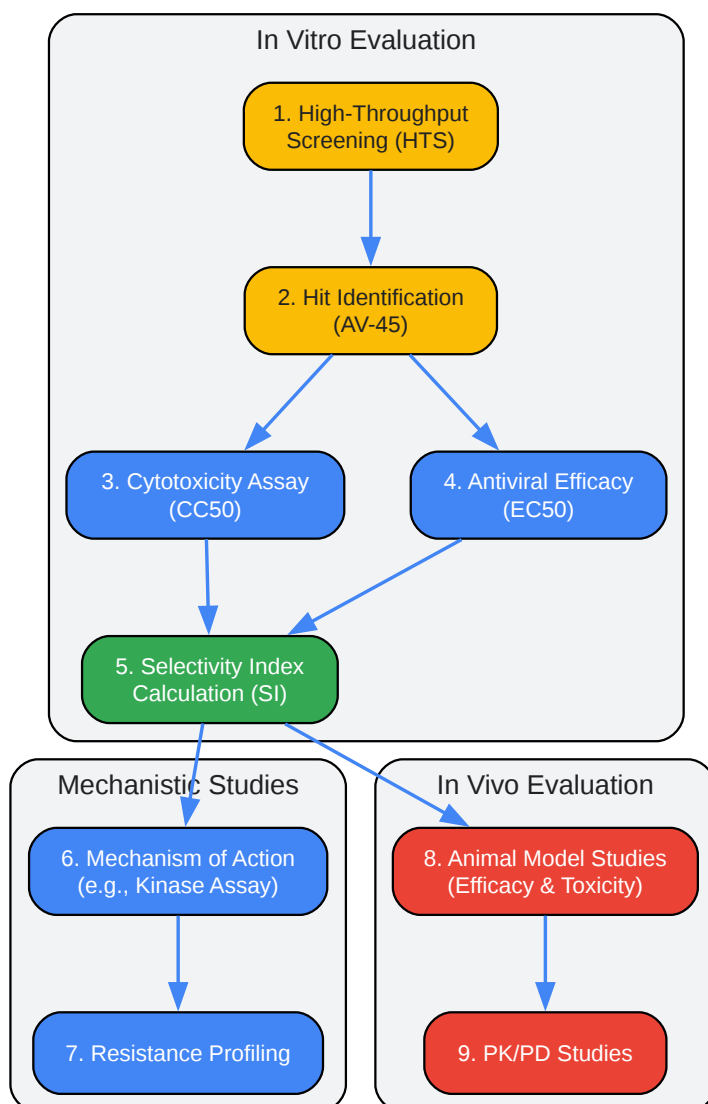 In Vitro Evaluation
1. High-Throughput
Screening (HTS)
2. Hit Identification
(AV-45)
3. Cytotoxicity Assay
(CC50)
4. Antiviral Efficacy
(EC50)
5. Selectivity Index
Calculation (SI)
Mechanistic Studies
6. Mechanism of Action
(e.g., Kinase Assay)
7. Resistance Profiling
In Vivo Evaluation
8. Animal Model Studies
(Efficacy & Toxicity)
9. PK/PD Studies